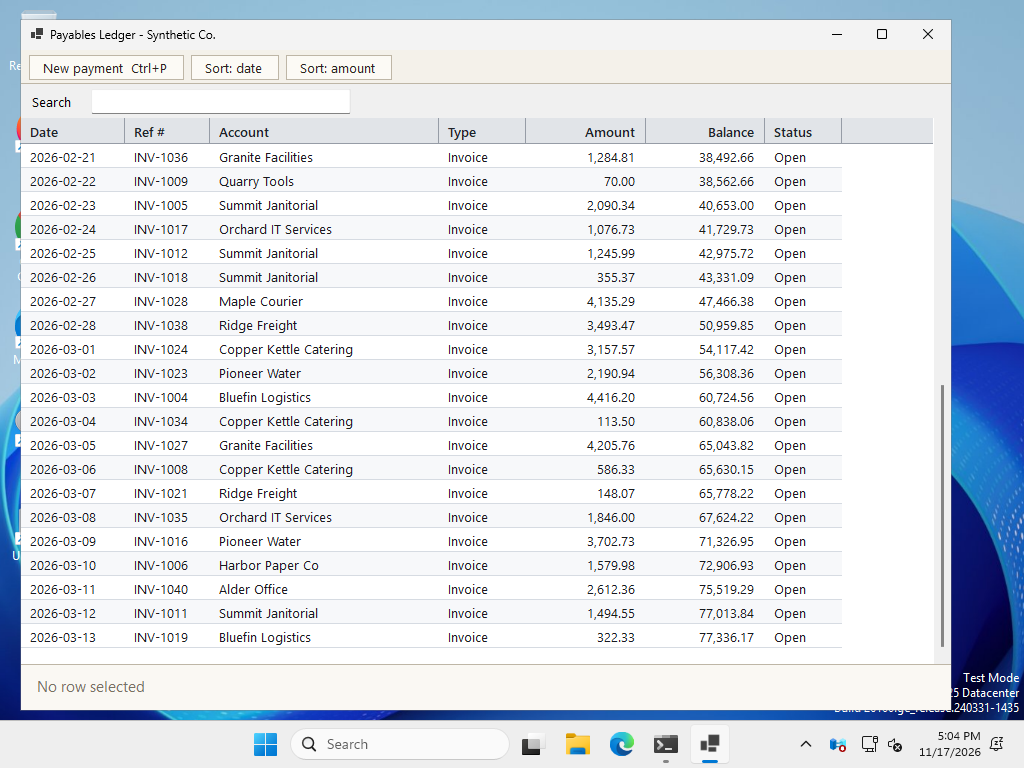 Payables Ledger - Synthetic Co.
New payment Ctrl+P Sort: date Sort: amount
Search
Date Ref # Account Type Amount Balance Status
2026-02-21 INV-1036 Granite Facilities Invoice 1,284.81 38,492.66 Open
2026-02-22 INV-1009 Quarry Tools Invoice 70.00 38,562.66 Open
2026-02-23 INV-1005 Summit Janitorial Invoice 2,090.34 40,653.00 Open
2026-02-24 INV-1017 Orchard IT Services Invoice 1,076.73 41,729.73 Open
2026-02-25 INV-1012 Summit Janitorial Invoice 1,245.99 42,975.72 Open
2026-02-26 INV-1018 Summit Janitorial Invoice 355.37 43,331.09 Open
2026-02-27 INV-1028 Maple Courier Invoice 4,135.29 47,466.38 Open
2026-02-28 INV-1038 Ridge Freight Invoice 3,493.47 50,959.85 Open
2026-03-01 INV-1024 Copper Kettle Catering Invoice 3,157.57 54,117.42 Open
2026-03-02 INV-1023 Pioneer Water Invoice 2,190.94 56,308.36 Open
2026-03-03 INV-1004 Bluefin Logistics Invoice 4,416.20 60,724.56 Open
2026-03-04 INV-1034 Copper Kettle Catering Invoice 113.50 60,838.06 Open
2026-03-05 INV-1027 Granite Facilities Invoice 4,205.76 65,043.82 Open
2026-03-06 INV-1008 Copper Kettle Catering Invoice 586.33 65,630.15 Open
2026-03-07 INV-1021 Ridge Freight Invoice 148.07 65,778.22 Open
2026-03-08 INV-1035 Orchard IT Services Invoice 1,846.00 67,624.22 Open
2026-03-09 INV-1016 Pioneer Water Invoice 3,702.73 71,326.95 Open
2026-03-10 INV-1006 Harbor Paper Co Invoice 1,579.98 72,906.93 Open
2026-03-11 INV-1040 Alder Office Invoice 2,612.36 75,519.29 Open
2026-03-12 INV-1011 Summit Janitorial Invoice 1,494.55 77,013.84 Open
2026-03-13 INV-1019 Bluefin Logistics Invoice 322.33 77,336.17 Open
No row selected
Test Mode
Datacenter
Search
5:04 PM
11/17/2026